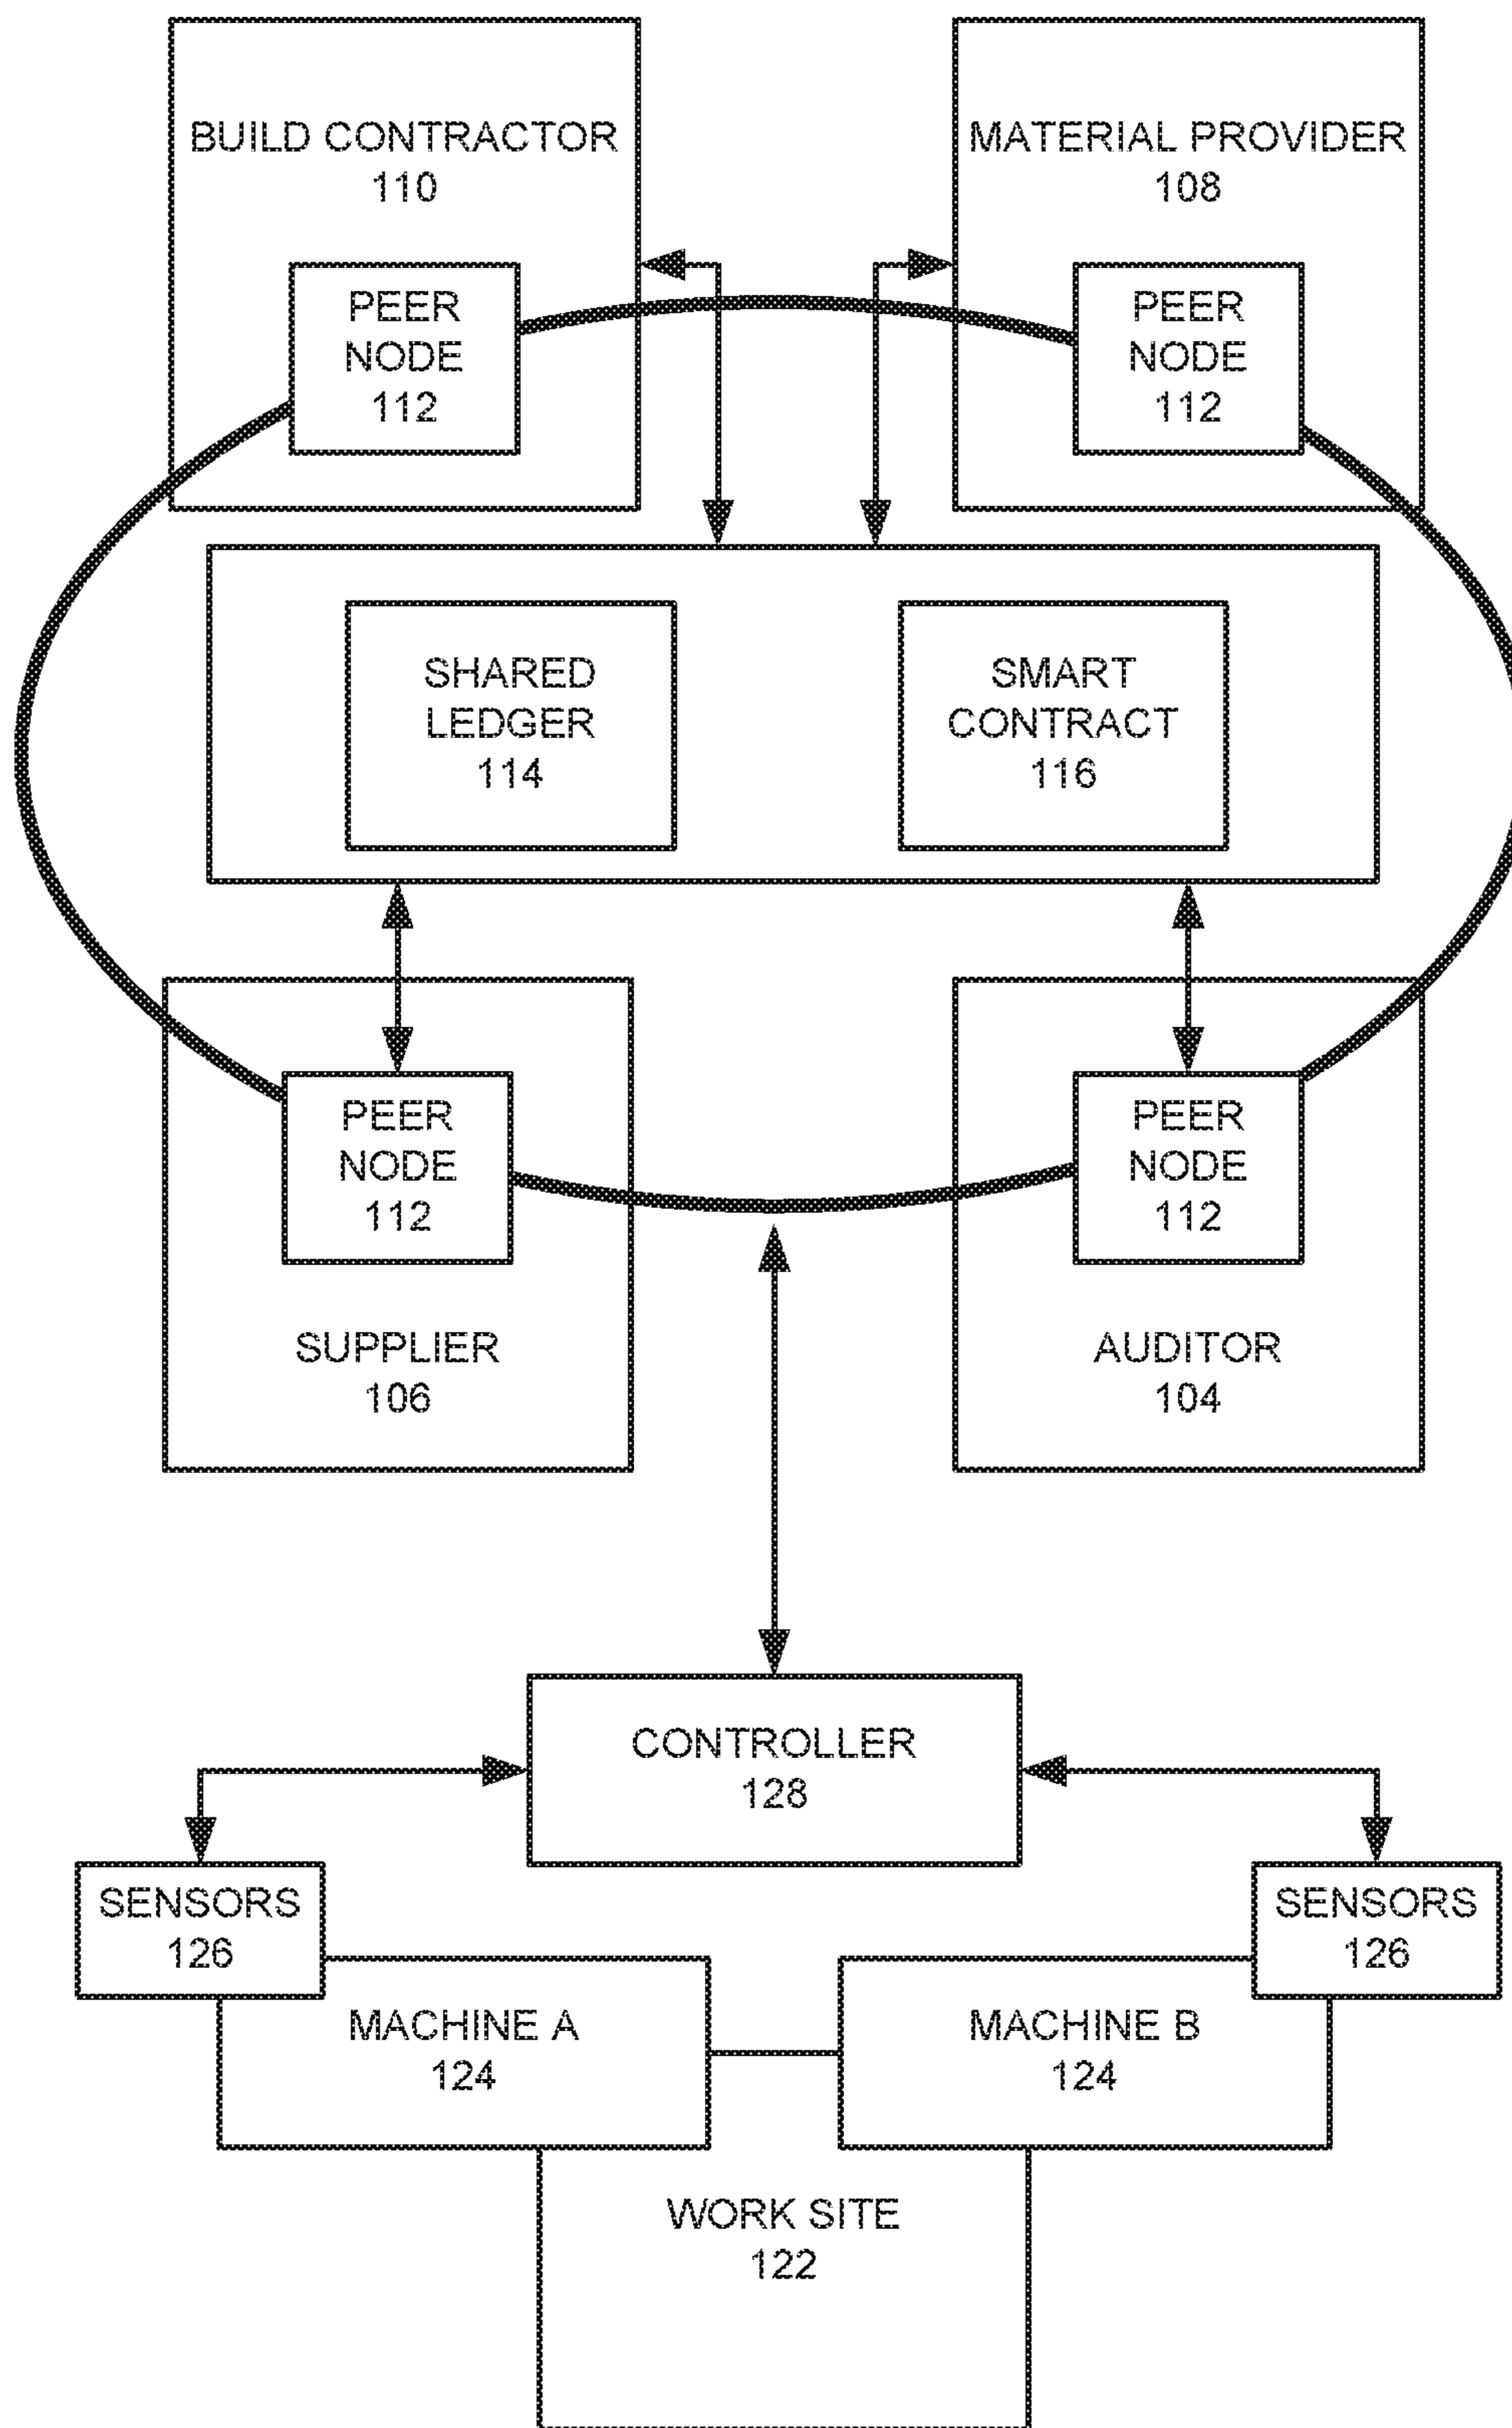 BUILD CONTRACTOR
110
MATERIAL PROVIDER
108
PEER
NODE
112
PEER
NODE
112
SHARED
LEDGER
114
SMART
CONTRACT
116
PEER
NODE
112
PEER
NODE
112
SUPPLIER
106
AUDITOR
104
CONTROLLER
128
SENSORS
126
SENSORS
126
MACHINE A
124
MACHINE B
124
WORK SITE
122